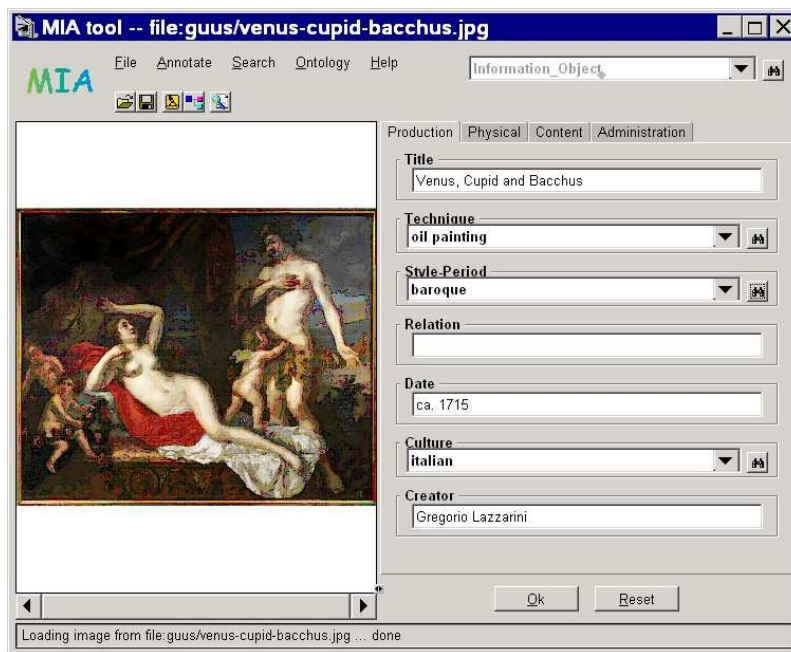 MIA tool -- file:guus/venus-cupid-bacchus.jpg
MIA
File Annotate Search Ontology Help
Information_Object
Production Physical Content Administration
Title
Venus, Cupid and Bacchus
Technique
oil painting
Style-Period
baroque
Relation
Date
ca. 1715
Culture
italian
Creator
Gregorio Lazzarini
Ok Reset
Loading image from file:guus/venus-cupid-bacchus.jpg ... done